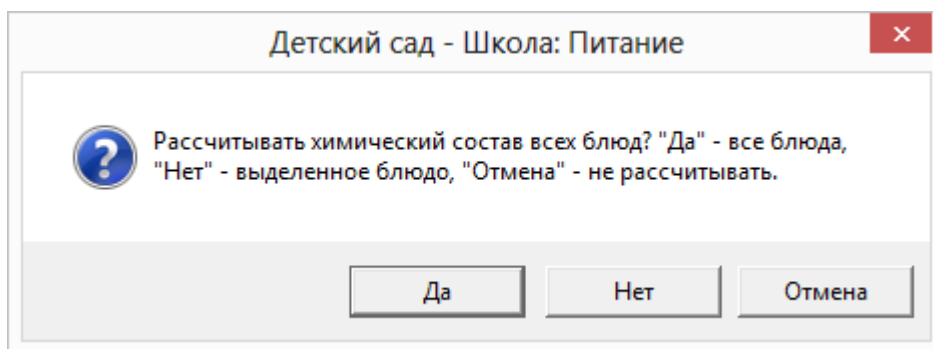 Детский сад - Школа: Питание
Рассчитывать химический состав всех блюд? "Да" - все блюда,
"Нет" - выделенное блюдо, "Отмена" - не рассчитывать.
Да Нет Отмена